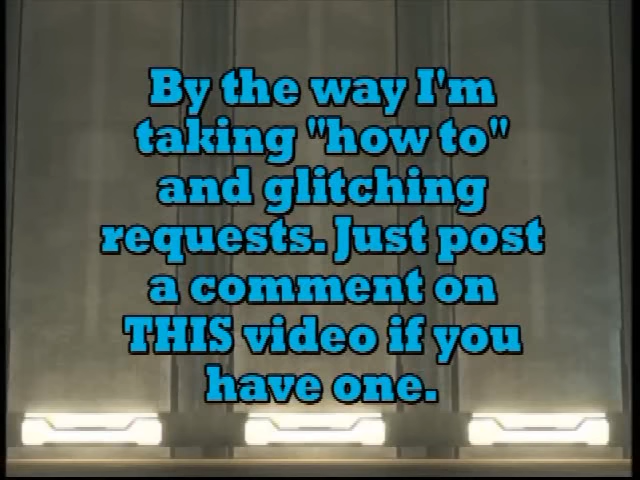 By the way I'm
taking "how to"
and glitching
requests. Just post
a comment on
THIS video if you
have one.